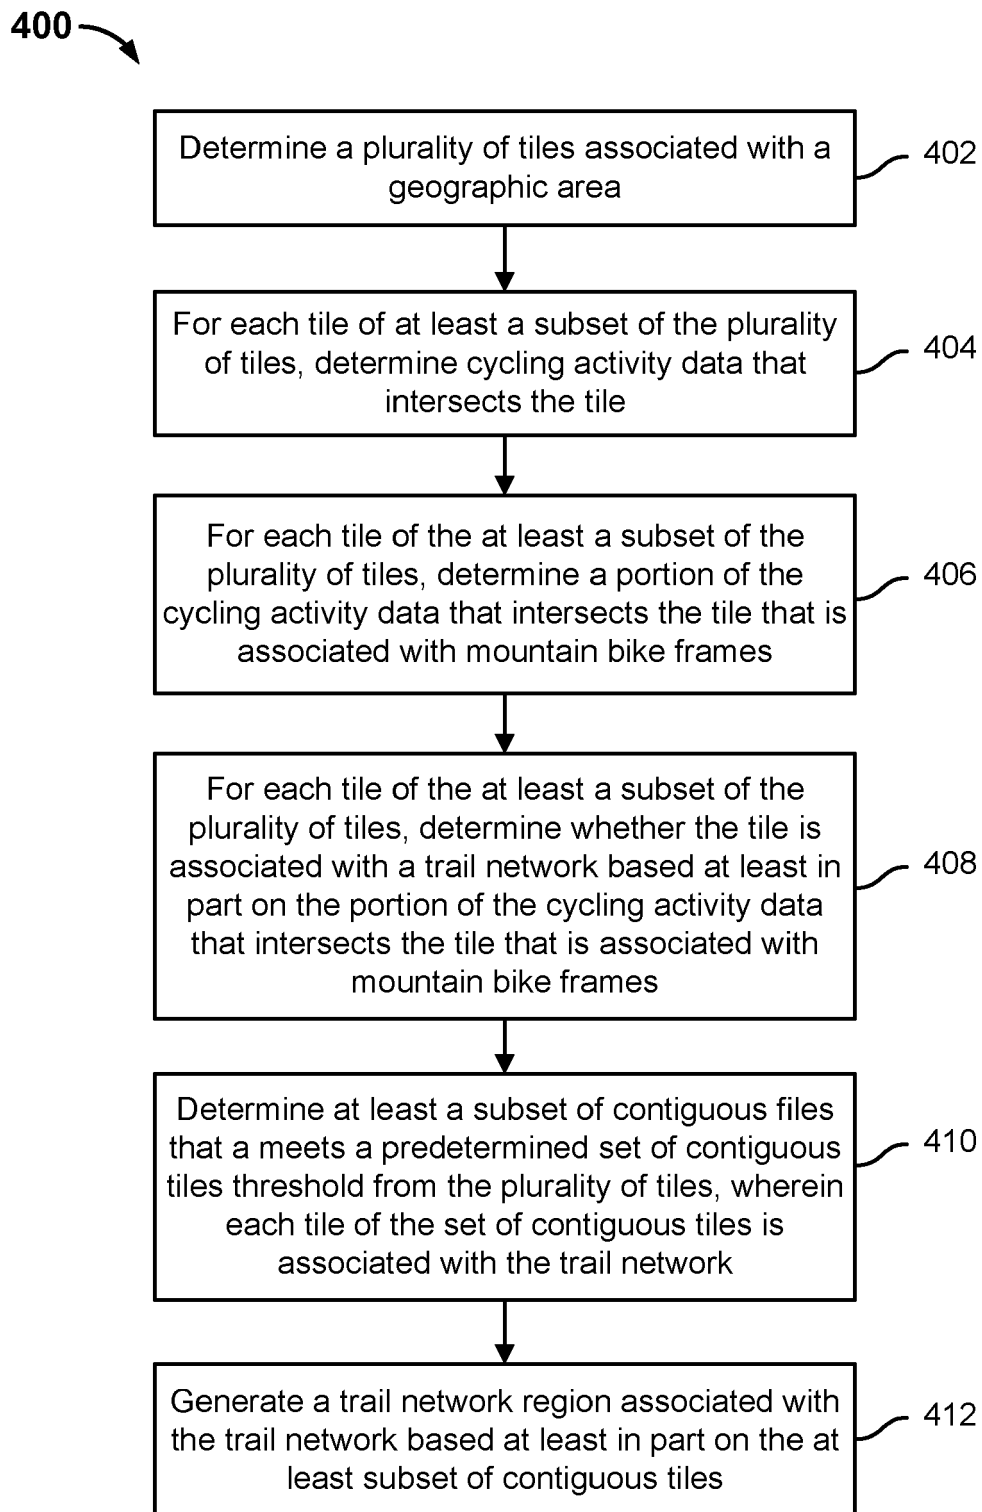 400
Determine a plurality of tiles associated with a
geographic area
402
For each tile of at least a subset of the plurality
of tiles, determine cycling activity data that
intersects the tile
404
For each tile of the at least a subset of the
plurality of tiles, determine a portion of the
cycling activity data that intersects the tile that is
associated with mountain bike frames
406
For each tile of the at least a subset of the
plurality of tiles, determine whether the tile is
associated with a trail network based at least in
part on the portion of the cycling activity data
that intersects the tile that is associated with
mountain bike frames
408
Determine at least a subset of contiguous files
that a meets a predetermined set of contiguous
tiles threshold from the plurality of tiles, wherein
each tile of the set of contiguous tiles is
associated with the trail network
410
Generate a trail network region associated with
the trail network based at least in part on the at
least subset of contiguous tiles
412